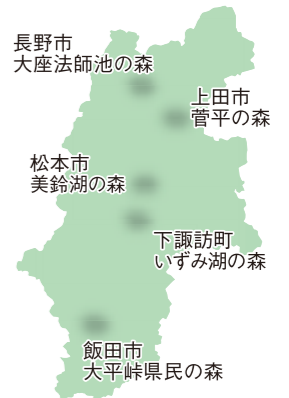 長野市
大座法師池の森
上田市
菅平の森
松本市
美鈴湖の森
下諏訪町
いずみ湖の森
飯田市
大平峠県民の森